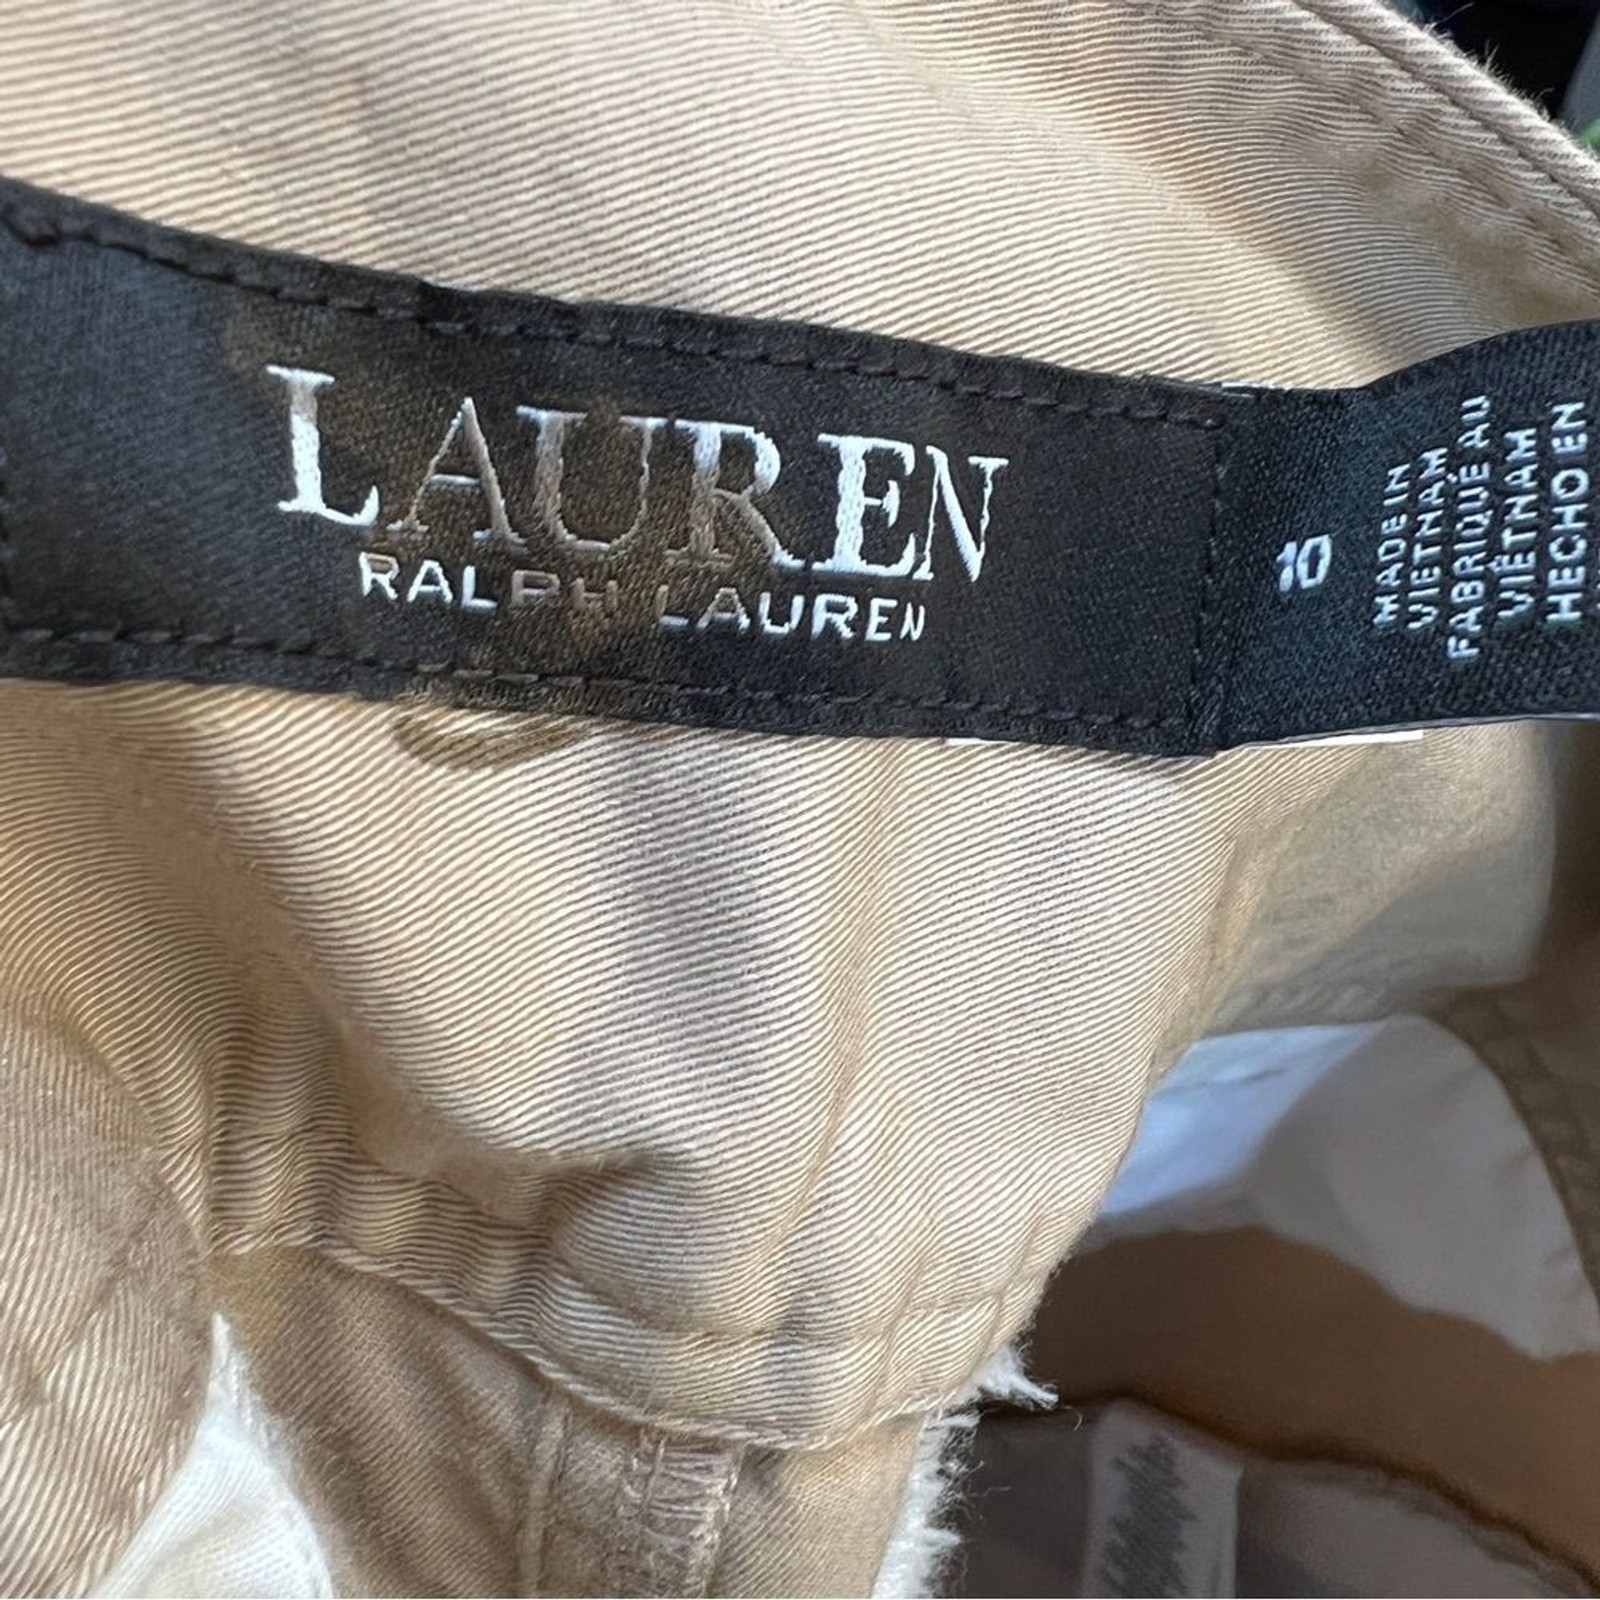 LAUREN
RALPH LAUREN
10
MADE IN
VIETNAM
FABRIQUÉ AU
VIÊTNAM
HECHO EN